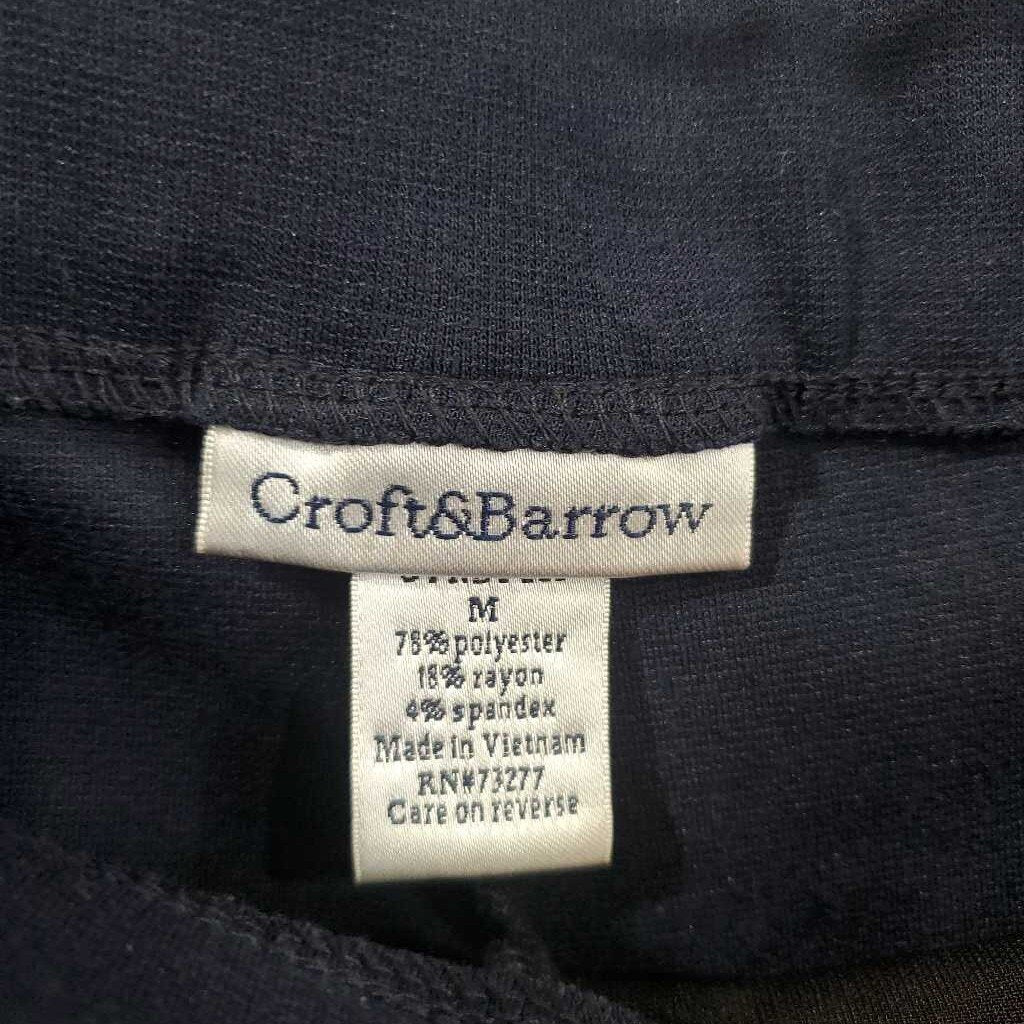 Croft&Barrow
M
78% polyester
18% rayon
4% spandex
Made in Vietnam
RN#73277
Care on reverse